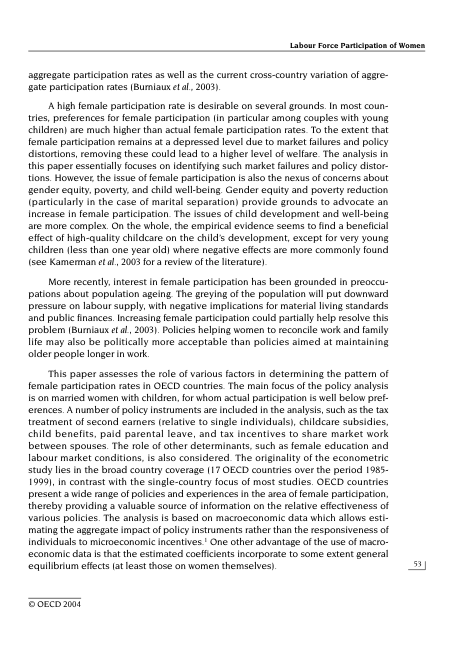 Labour Force Participation of Women
aggregate participation rates as well as the current cross-country variation of aggre-
gate participation rates (Burniaux et al., 2003).
A high female participation rate is desirable on several grounds. In most coun-
tries, preferences for female participation (in particular among couples with young
children) are much higher than actual female participation rates. To the extent that
female participation remains at a depressed level due to market failures and policy
distortions, removing these could lead to a higher level of welfare. The analysis in
this paper essentially focuses on identifying such market failures and policy distor-
tions. However, the issue of female participation is also the nexus of concerns about
gender equity, poverty, and child well-being. Gender equity and poverty reduction
(particularly in the case of marital separation) provide grounds to advocate an
increase in female participation. The issues of child development and well-being
are more complex. On the whole, the empirical evidence seems to find a beneficial
effect of high-quality childcare on the child's development, except for very young
children (less than one year old) where negative effects are more commonly found
(see Kamerman et al., 2003 for a review of the literature).
More recently, interest in female participation has been grounded in preoccu-
pations about population ageing. The greying of the population will put downward
pressure on labour supply, with negative implications for material living standards
and public finances. Increasing female participation could partially help resolve this
problem (Burniaux et al., 2003). Policies helping women to reconcile work and family
life may also be politically more acceptable than policies aimed at maintaining
older people longer in work.
This paper assesses the role of various factors in determining the pattern of
female participation rates in OECD countries. The main focus of the policy analysis
is on married women with children, for whom actual participation is well below pref-
erences. A number of policy instruments are included in the analysis, such as the tax
treatment of second earners (relative to single individuals), childcare subsidies,
child benefits, paid parental leave, and tax incentives to share market work
between spouses. The role of other determinants, such as female education and
labour market conditions, is also considered. The originality of the econometric
study lies in the broad country coverage (17 OECD countries over the period 1985-
1999), in contrast with the single-country focus of most studies. OECD countries
present a wide range of policies and experiences in the area of female participation,
thereby providing a valuable source of information on the relative effectiveness of
various policies. The analysis is based on macroeconomic data which allows esti-
mating the aggregate impact of policy instruments rather than the responsiveness of
individuals to microeconomic incentives.1 One other advantage of the use of macro-
economic data is that the estimated coefficients incorporate to some extent general
equilibrium effects (at least those on women themselves).
53
© OECD 2004